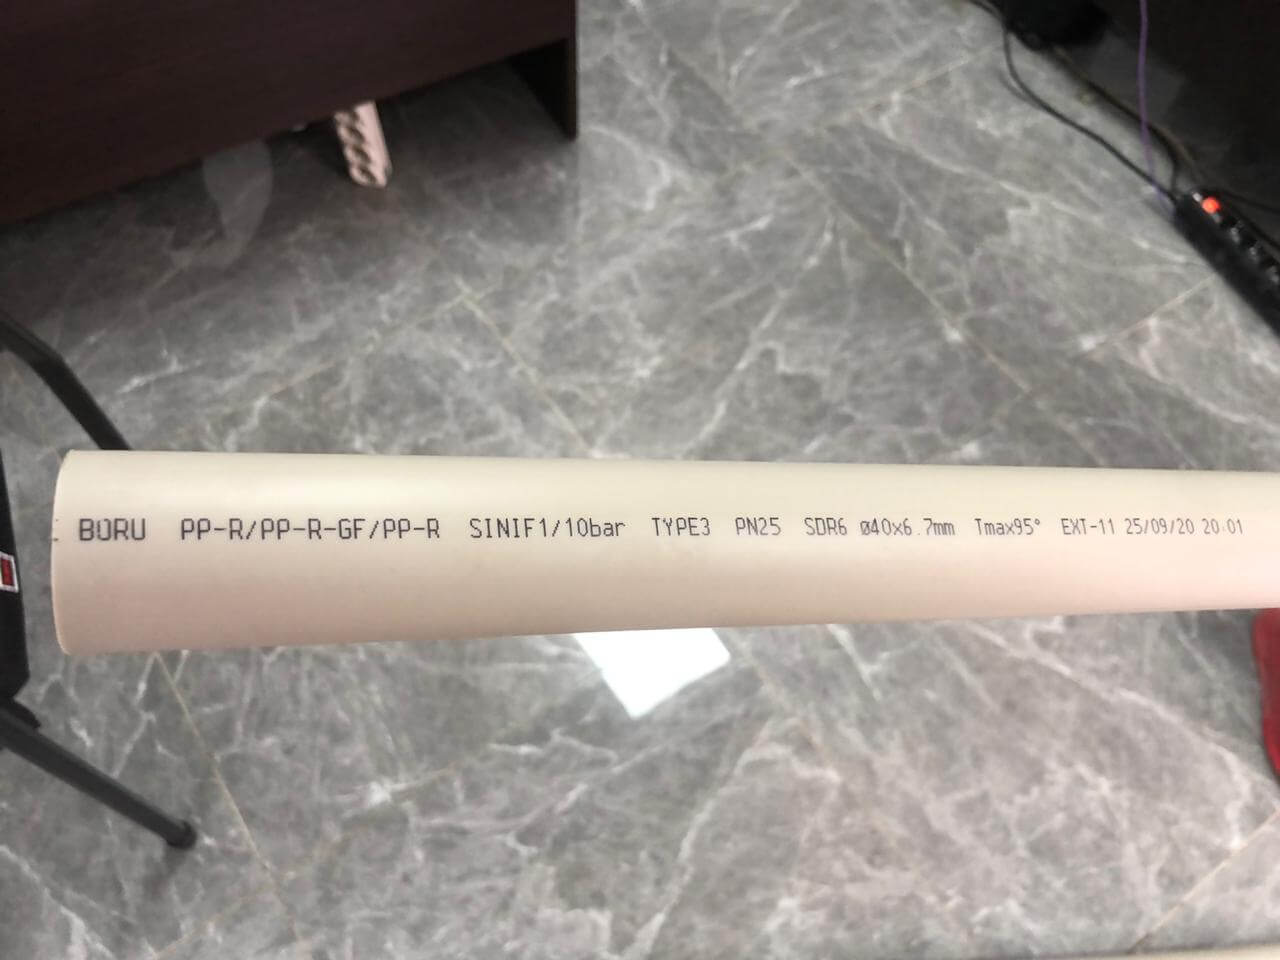 BORU PP-R/PP-R-GF/PP-R SINIF1/10bar TYPE3 PN25 SDR6 ø40x6.7mm Tmax95° EXT-11 25/09/20 20:01